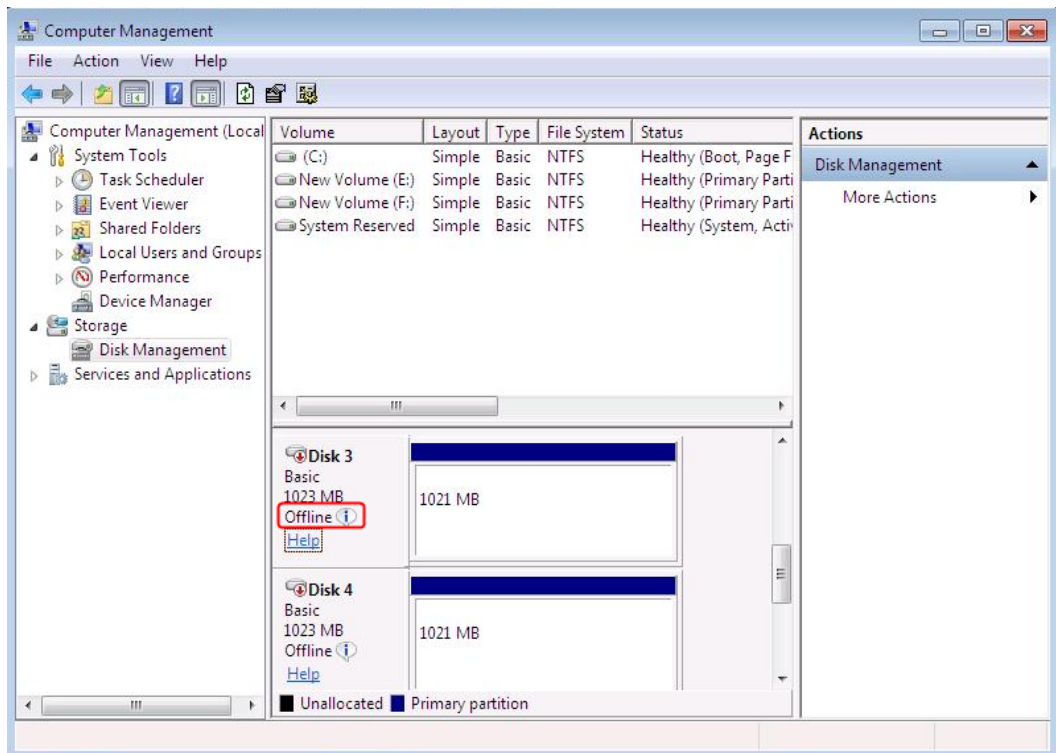 Computer Management
File Action View Help
Computer Management (Local
System Tools
Task Scheduler
Event Viewer
Shared Folders
Local Users and Groups
Performance
Device Manager
Storage
Disk Management
Services and Applications
Volume Layout Type File System Status
(C:) Simple Basic NTFS Healthy (Boot, Page F
New Volume (E:) Simple Basic NTFS Healthy (Primary Parti
New Volume (F:) Simple Basic NTFS Healthy (Primary Parti
System Reserved Simple Basic NTFS Healthy (System, Activ
Disk 3
Basic
1023 MB
Offline
Help
1021 MB
Disk 4
Basic
1023 MB
Offline
Help
1021 MB
Unallocated Primary partition
Actions
Disk Management
More Actions